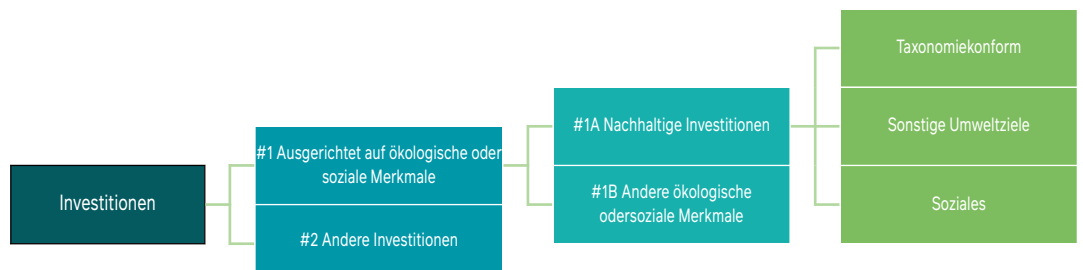 Investitionen
#1 Ausgerichtet auf ökologische oder
soziale Merkmale
#2 Andere Investitionen
#1A Nachhaltige Investitionen
#1B Andere ökologische
odersoziale Merkmale
Taxonomiekonform
Sonstige Umweltziele
Soziales